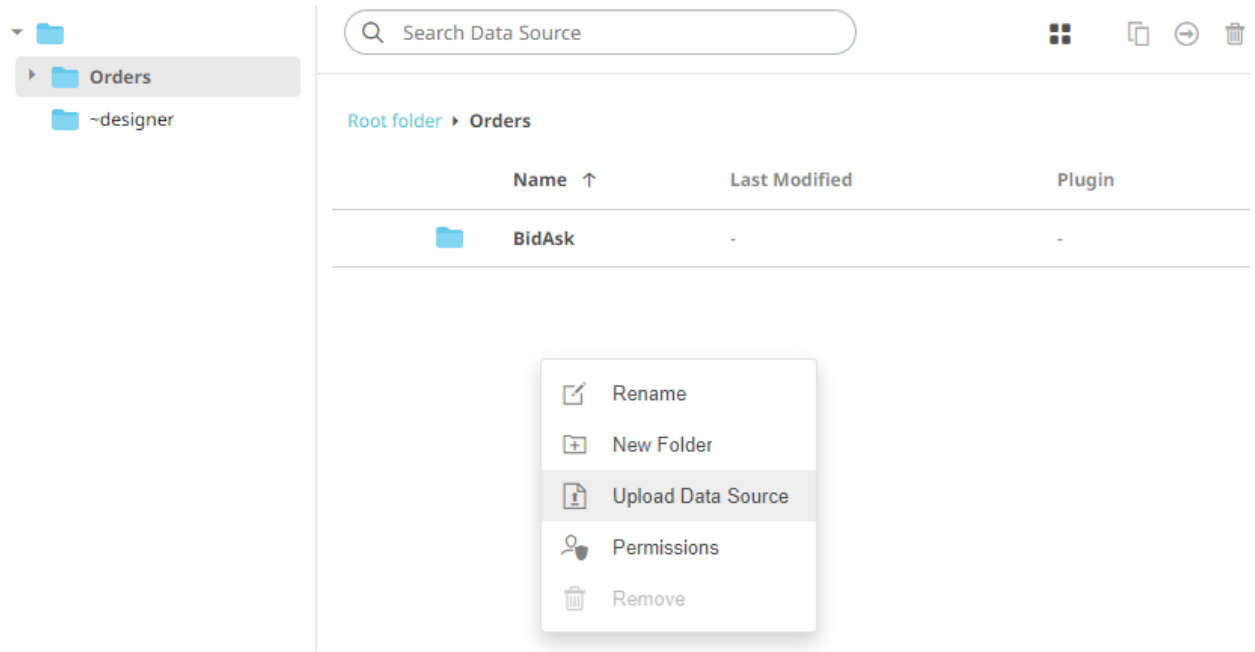 Orders
~designer
Search Data Source
Root folder Orders
Name Last Modified Plugin
BidAsk - -
Rename
New Folder
Upload Data Source
Permissions
Remove